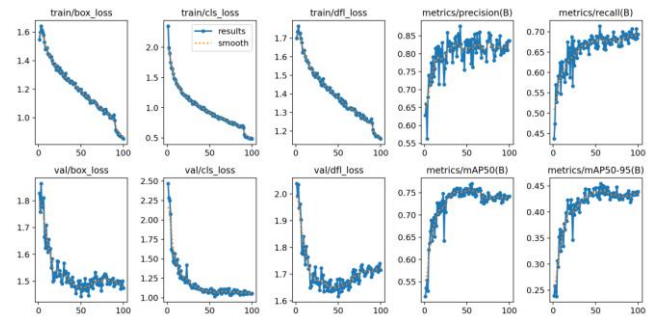 train/box_loss
train/cls_loss
train/dfl_loss
metrics/precision(B)
metrics/recall(B)
1.6
1.4
1.2
1.0
2.0
1.5
1.0
0.5
results
smooth
1.7
1.6
1.5
1.4
1.3
1.2
0.85
0.80
0.75
0.70
0.65
0.60
0.55
0.70
0.65
0.60
0.55
0.50
0.45
0 50 100
0 50 100
0 50 100
0 50 100
0 50 100
val/box_loss
val/cls_loss
val/dfl_loss
metrics/mAP50(B)
metrics/mAP50-95(B)
1.8
1.7
1.6
1.5
2.50
2.25
2.00
1.75
1.50
1.25
1.00
2.0
1.9
1.8
1.7
1.6
0.75
0.70
0.65
0.60
0.55
0.45
0.40
0.35
0.30
0.25
0 50 100
0 50 100
0 50 100
0 50 100
0 50 100